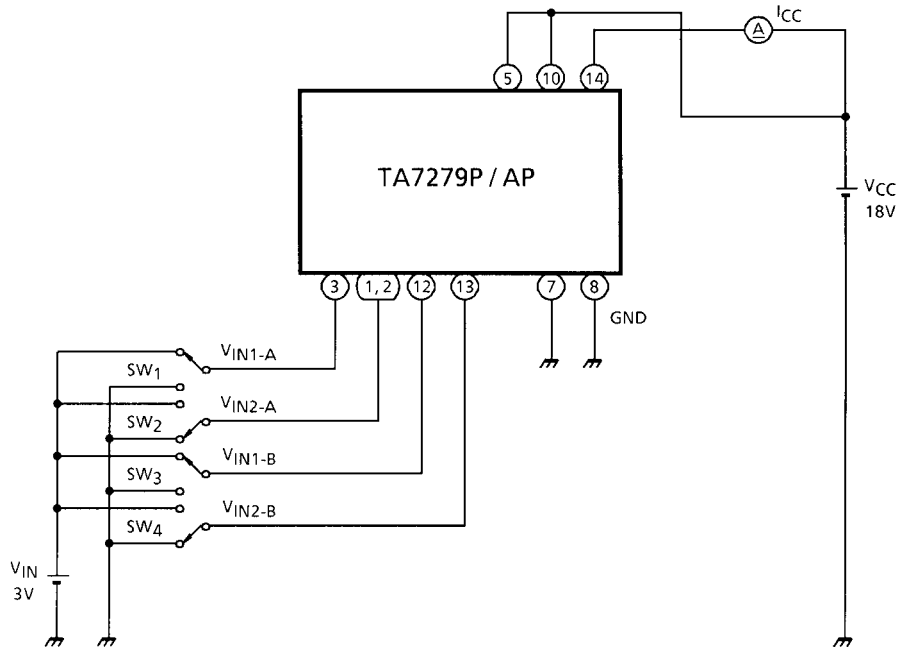 ICC
A
5
10
14
TA7279P / AP
VCC
18V
3
1, 2
12
13
7
8
GND
VIN1-A
SW1
VIN2-A
SW2
VIN1-B
SW3
VIN2-B
SW4
VIN
3V